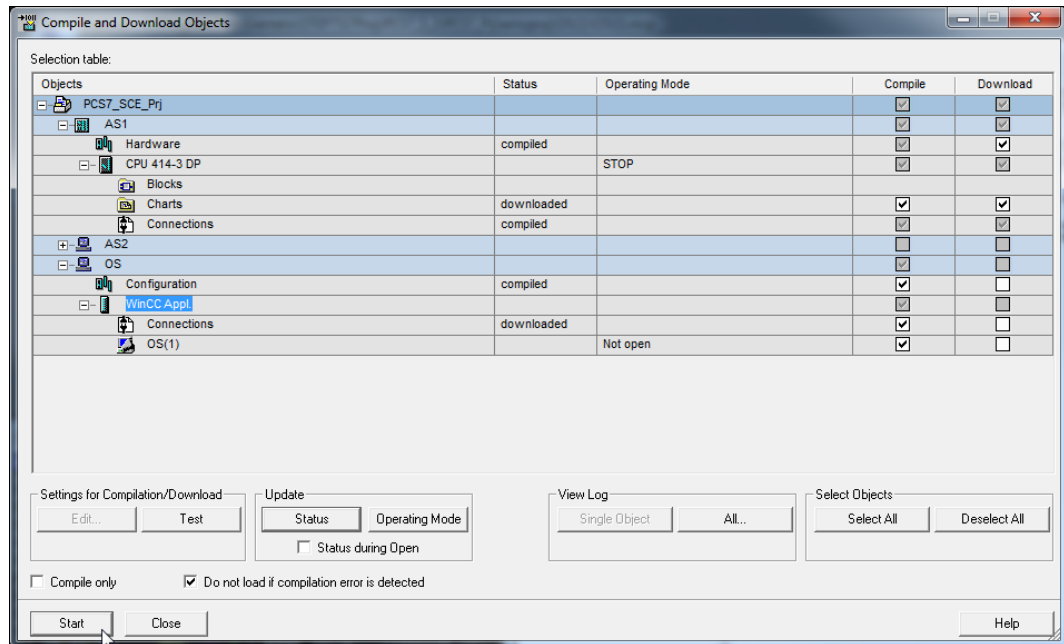 Compile and Download Objects
Selection table:
Objects Status Operating Mode Compile Download
PCS7_SCE_Prj
AS1
Hardware compiled
CPU 414-3 DP STOP
Blocks
Charts downloaded
Connections compiled
AS2
OS
Configuration compiled
WinCC Appl.
Connections downloaded
OS(1) Not open
Settings for Compilation/Download Update View Log Select Objects
Edit... Test Status Operating Mode Single Object All... Select All Deselect All
Status during Open
Compile only Do not load if compilation error is detected
Start Close Help